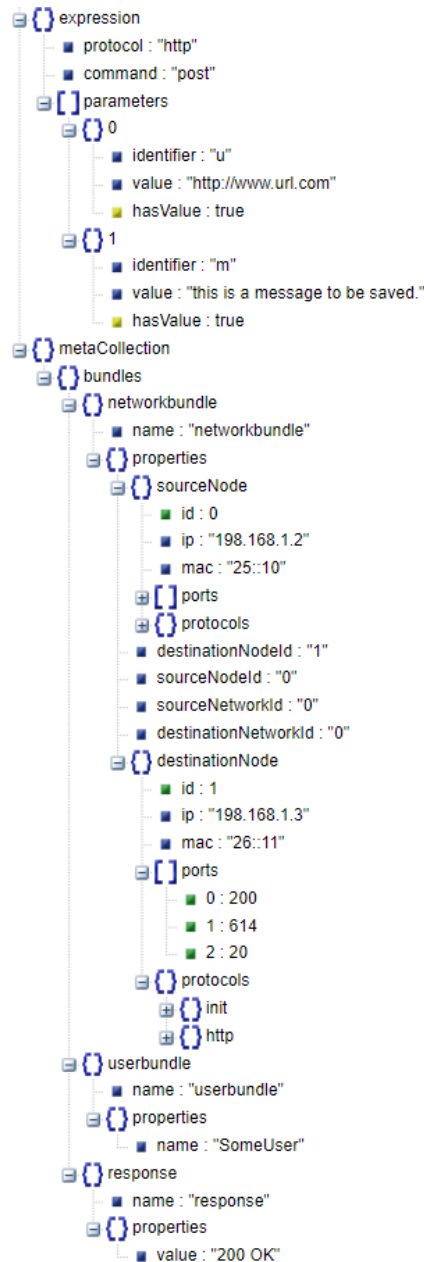 expression
protocol : "http"
command : "post"
parameters
0
identifier : "u"
value : "http://www.url.com"
hasValue : true
1
identifier : "m"
value : "this is a message to be saved."
hasValue : true
metaCollection
bundles
networkbundle
name : "networkbundle"
properties
sourceNode
id : 0
ip : "198.168.1.2"
mac : "25::10"
ports
protocols
destinationNodeId : "1"
sourceNodeId : "0"
sourceNetworkId : "0"
destinationNetworkId : "0"
destinationNode
id : 1
ip : "198.168.1.3"
mac : "26::11"
ports
0 : 200
1 : 614
2 : 20
protocols
init
http
userbundle
name : "userbundle"
properties
name : "SomeUser"
response
name : "response"
properties
value : "200 OK"